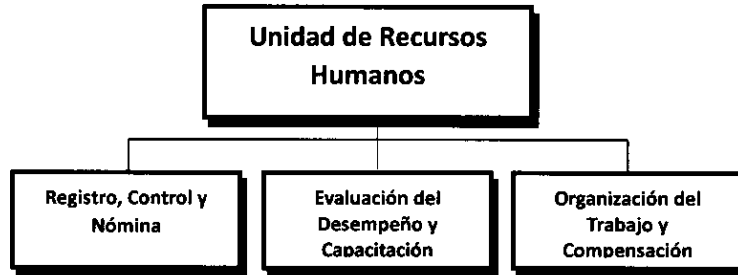 Unidad de Recursos
Humanos
Registro, Control y
Nómina
Evaluación del
Desempeño y
Capacitación
Organización del
Trabajo y
Compensación